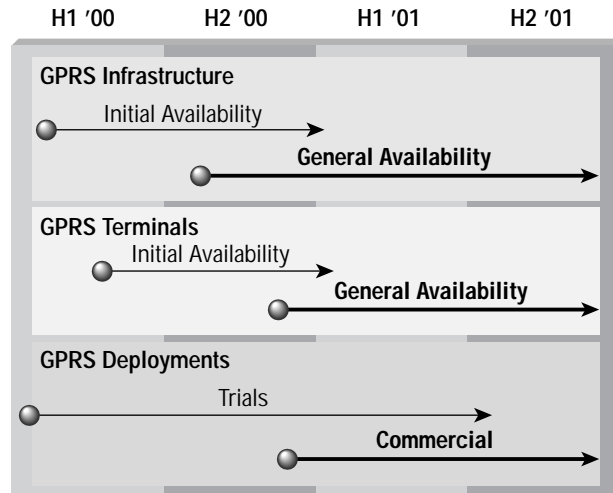 H1 '00 H2 '00 H1 '01 H2 '01
GPRS Infrastructure
Initial Availability
General Availability
GPRS Terminals
Initial Availability
General Availability
GPRS Deployments
Trials
Commercial